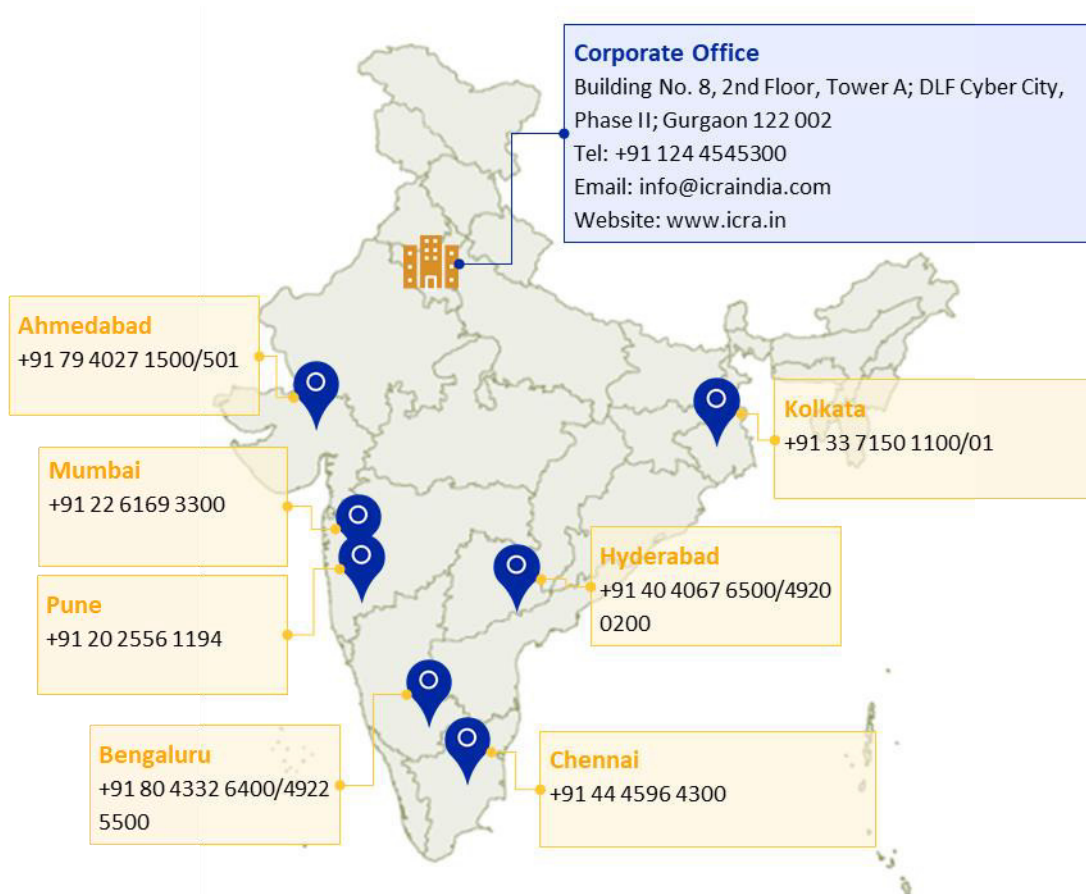 Corporate Office
Building No. 8, 2nd Floor, Tower A; DLF Cyber City,
Phase II; Gurgaon 122 002
Tel: +91 124 4545300
Email: info@icraindia.com
Website: www.icra.in
Ahmedabad
+91 79 4027 1500/501
Kolkata
+91 33 7150 1100/01
Mumbai
+91 22 6169 3300
Hyderabad
+91 40 4067 6500/4920
0200
Pune
+91 20 2556 1194
Bengaluru
+91 80 4332 6400/4922
5500
Chennai
+91 44 4596 4300